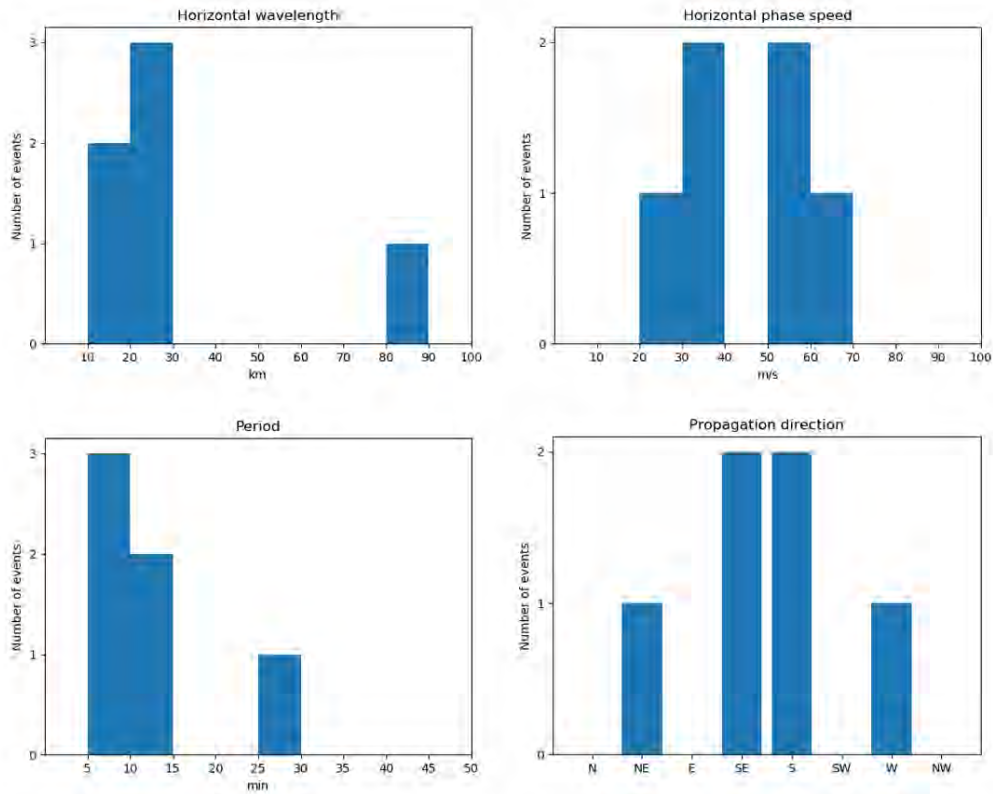 Horizontal wavelength
Number of events
3
2
1
0
10 20 30 40 50 60 70 80 90 100
km
Horizontal phase speed
Number of events
2
1
0
10 20 30 40 50 60 70 80 90 100
m/s
Period
Number of events
3
2
1
0
5 10 15 20 25 30 35 40 45 50
min
Propagation direction
Number of events
2
1
0
N NE E SE S SW W NW